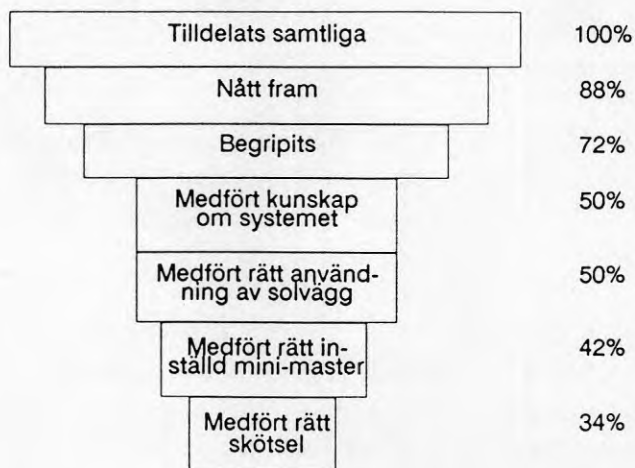 Tilldelats samtliga 100%
Nått fram 88%
Begripits 72%
Medfört kunskap 50%
om systemet
Medfört rätt använd- 50%
ning av solvägg
Medfört rätt in- 42%
ställd mini-master
Medfört rätt 34%
skötsel